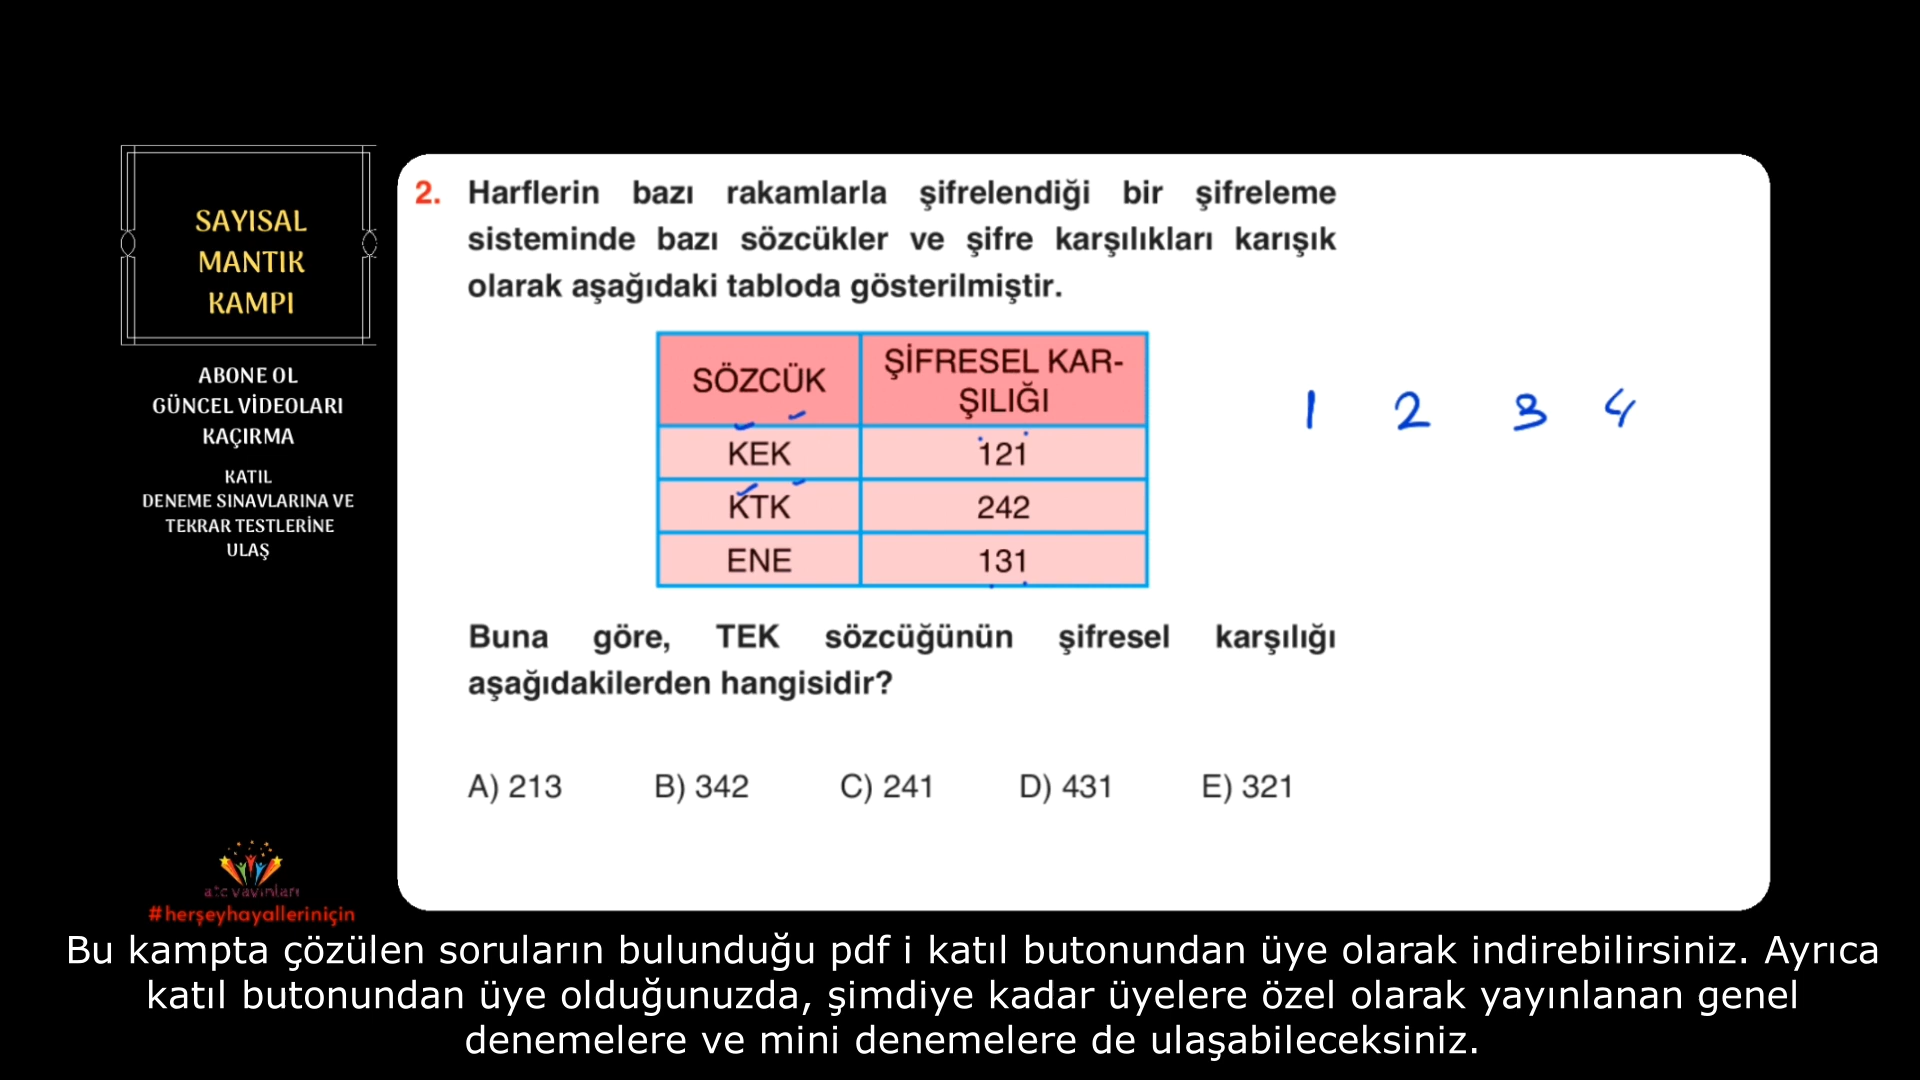 SAYISAL
MANTIK
KAMPI
ABONE OL
GÜNCEL VİDEOLARI
KAÇIRMA
KATIL
DENEME SINAVLARINA VE
TEKRAR TESTLERİNE
ULAŞ
atc yayınları
#herşeyhayalleriniçin
2. Harflerin bazı rakamlarla şifrelendiği bir şifreleme
sisteminde bazı sözcükler ve şifre karşılıkları karışık
olarak aşağıdaki tabloda gösterilmiştir.
SÖZCÜK ŞİFRESEL KAR-
ŞILIĞI
KEK 121
KTK 242
ENE 131
1 2 3 4
Buna göre, TEK sözcüğünün şifresel karşılığı
aşağıdakilerden hangisidir?
A) 213 B) 342 C) 241 D) 431 E) 321
Bu kampta çözülen soruların bulunduğu pdf i katıl butonundan üye olarak indirebilirsiniz. Ayrıca
katıl butonundan üye olduğunuzda, şimdiye kadar üyelere özel olarak yayınlanan genel
denemelere ve mini denemelere de ulaşabileceksiniz.